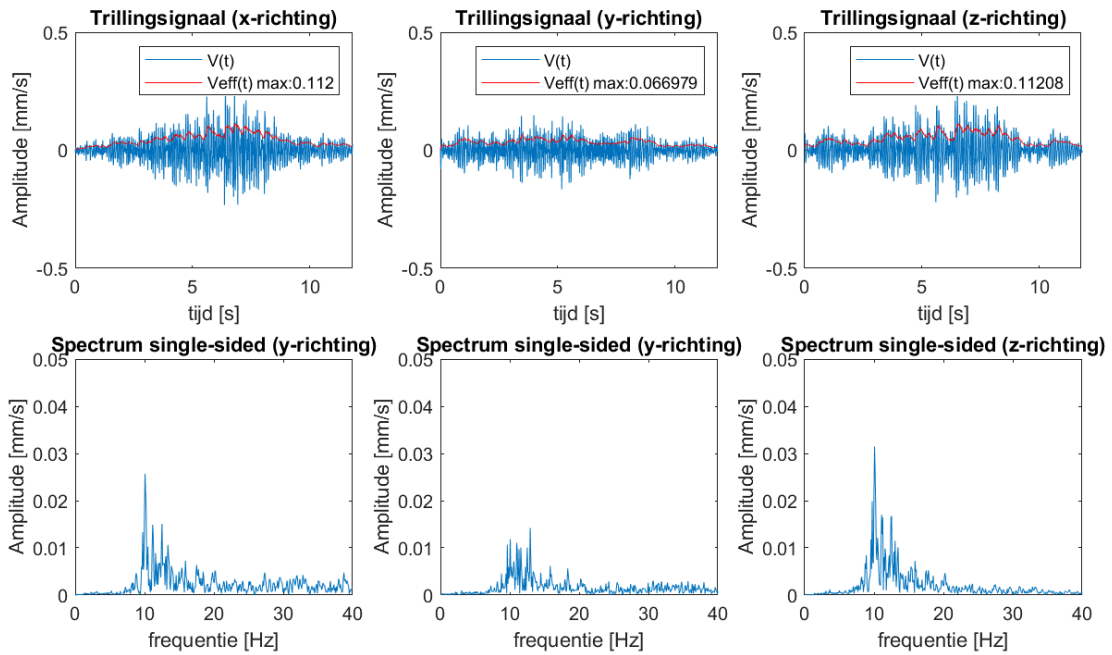 Trillingsignaal (x-richting)
0.5
0
-0.5
Amplitude [mm/s]
V(t)
Veff(t) max:0.112
0 5 10
tijd [s]
Trillingsignaal (y-richting)
0.5
0
-0.5
Amplitude [mm/s]
V(t)
Veff(t) max:0.066979
0 5 10
tijd [s]
Trillingsignaal (z-richting)
0.5
0
-0.5
Amplitude [mm/s]
V(t)
Veff(t) max:0.11208
0 5 10
tijd [s]
Spectrum single-sided (y-richting)
0.05
0.04
0.03
0.02
0.01
0
Amplitude [mm/s]
0 10 20 30 40
frequentie [Hz]
Spectrum single-sided (y-richting)
0.05
0.04
0.03
0.02
0.01
0
Amplitude [mm/s]
0 10 20 30 40
frequentie [Hz]
Spectrum single-sided (z-richting)
0.05
0.04
0.03
0.02
0.01
0
Amplitude [mm/s]
0 10 20 30 40
frequentie [Hz]